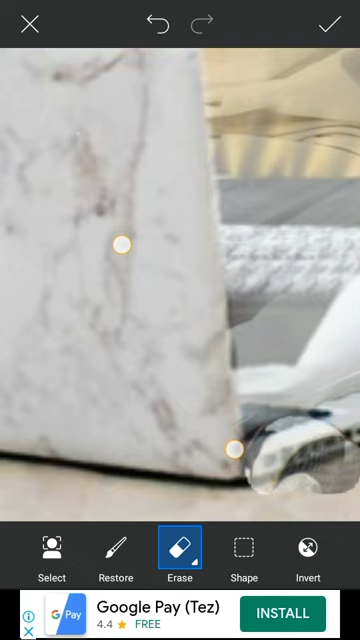 Select Restore Erase Shape Invert
G Pay
Google Pay (Tez)
4.4 ★ FREE
INSTALL